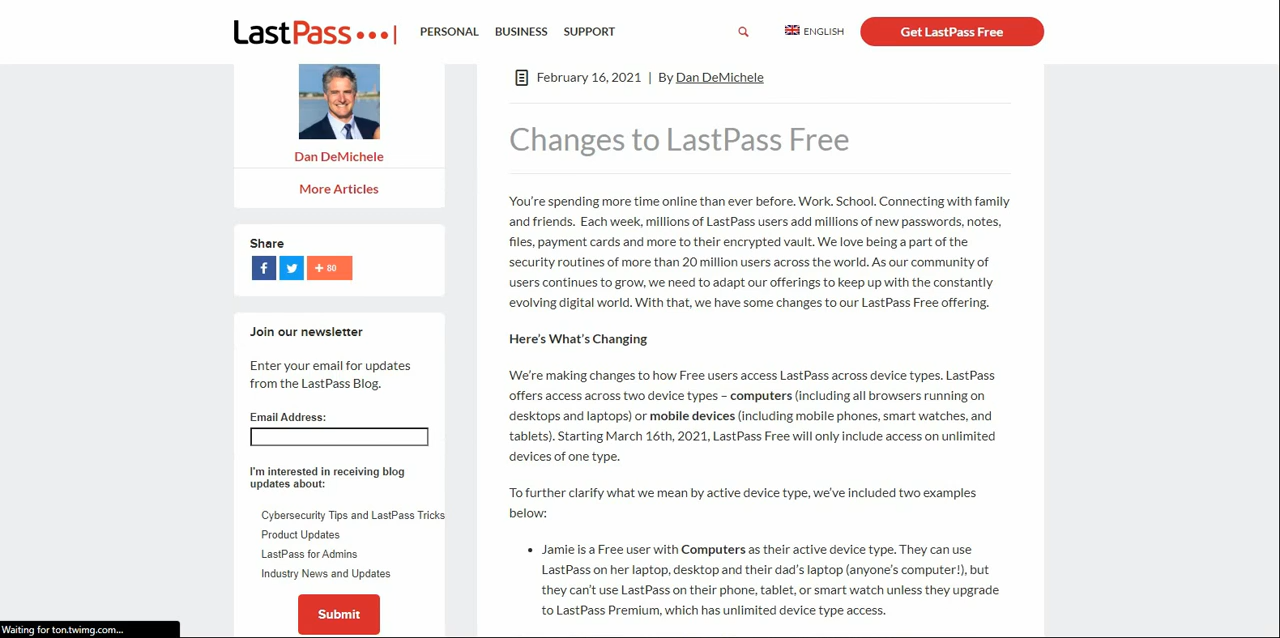 LastPass
PERSONAL
BUSINESS
SUPPORT
ENGLISH
Get LastPass Free
Dan DeMichele
More Articles
Share
80
Join our newsletter
Enter your email for updates
from the LastPass Blog.
Email Address:
I'm interested in receiving blog
updates about:
Cybersecurity Tips and LastPass Tricks
Product Updates
LastPass for Admins
Industry News and Updates
Submit
February 16, 2021 | By Dan DeMichele
Changes to LastPass Free
You’re spending more time online than ever before. Work. School. Connecting with family
and friends. Each week, millions of LastPass users add millions of new passwords, notes,
files, payment cards and more to their encrypted vault. We love being a part of the
security routines of more than 20 million users across the world. As our community of
users continues to grow, we need to adapt our offerings to keep up with the constantly
evolving digital world. With that, we have some changes to our LastPass Free offering.
Here’s What’s Changing
We’re making changes to how Free users access LastPass across device types. LastPass
offers access across two device types – computers (including all browsers running on
desktops and laptops) or mobile devices (including mobile phones, smart watches, and
tablets). Starting March 16th, 2021, LastPass Free will only include access on unlimited
devices of one type.
To further clarify what we mean by active device type, we’ve included two examples
below:
Jamie is a Free user with Computers as their active device type. They can use
LastPass on her laptop, desktop and their dad’s laptop (anyone’s computer!), but
they can’t use LastPass on their phone, tablet, or smart watch unless they upgrade
to LastPass Premium, which has unlimited device type access.
Waiting for ton.twimg.com...